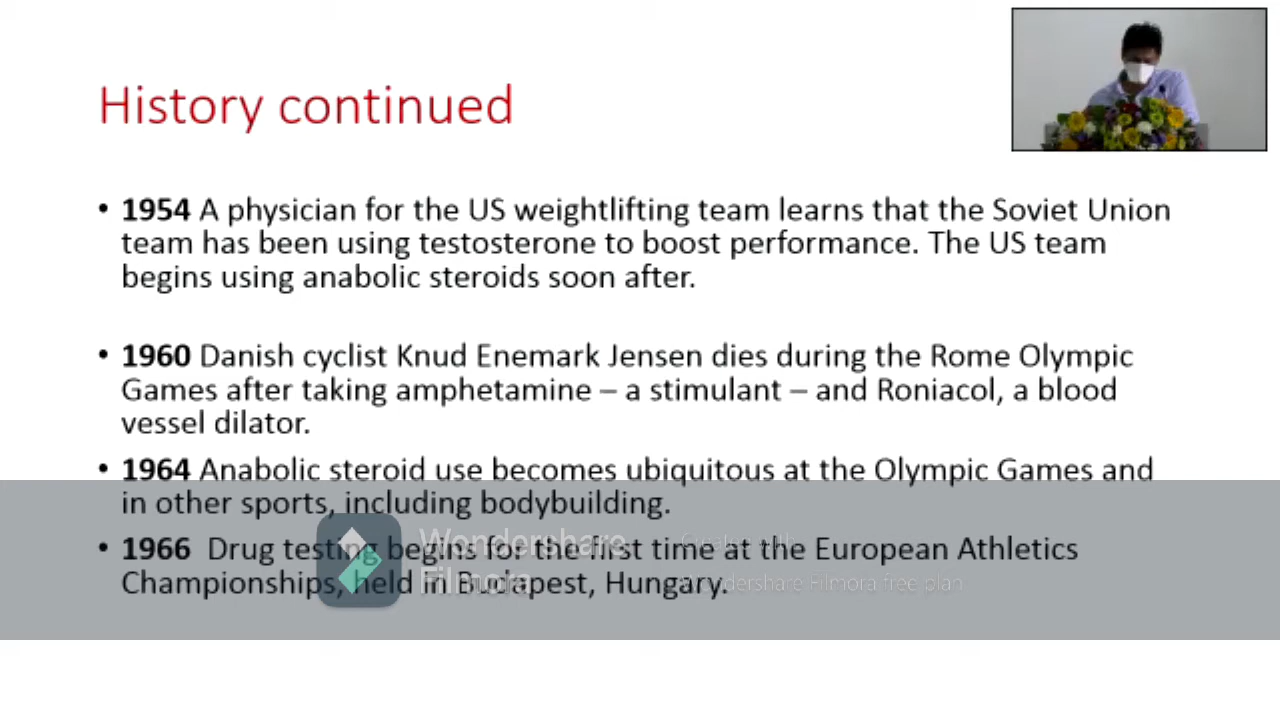 History continued
• 1954 A physician for the US weightlifting team learns that the Soviet Union
team has been using testosterone to boost performance. The US team
begins using anabolic steroids soon after.
• 1960 Danish cyclist Knud Enemark Jensen dies during the Rome Olympic
Games after taking amphetamine – a stimulant – and Roniacol, a blood
vessel dilator.
• 1964 Anabolic steroid use becomes ubiquitous at the Olympic Games and
in other sports, including bodybuilding.
• 1966 Drug testing begins for the first time at the European Athletics
Championships, held in Budapest, Hungary.
Wondershare
Filmora
Created with
Wondershare Filmora free plan